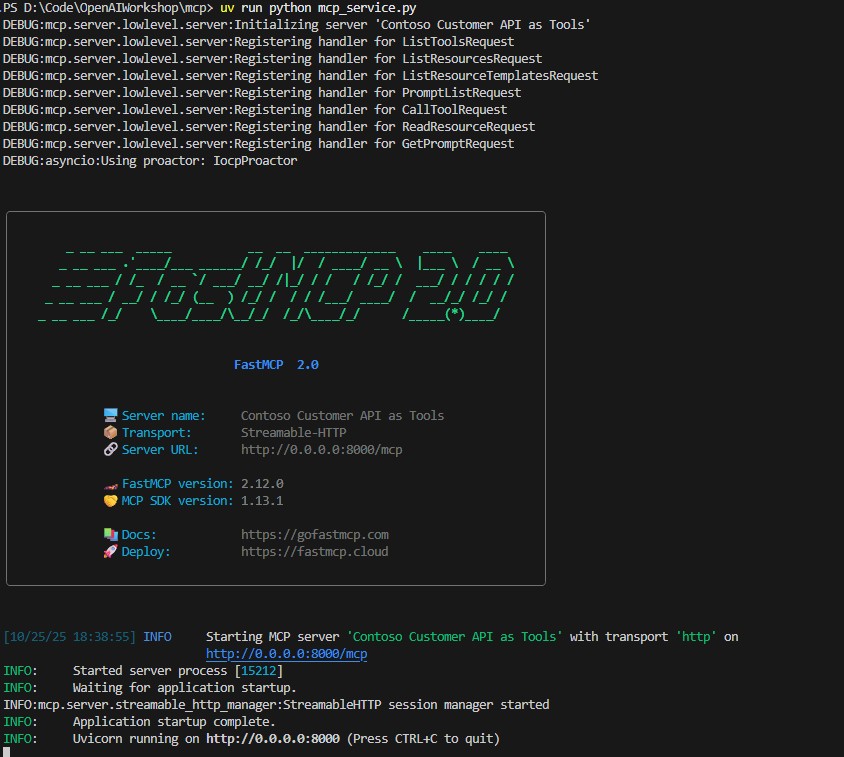 PS D:\Code\OpenAIWorkshop\mcp> uv run python mcp_service.py
DEBUG:mcp.server.lowlevel.server:Initializing server 'Contoso Customer API as Tools'
DEBUG:mcp.server.lowlevel.server:Registering handler for ListToolsRequest
DEBUG:mcp.server.lowlevel.server:Registering handler for ListResourcesRequest
DEBUG:mcp.server.lowlevel.server:Registering handler for ListResourceTemplatesRequest
DEBUG:mcp.server.lowlevel.server:Registering handler for PromptListRequest
DEBUG:mcp.server.lowlevel.server:Registering handler for CallToolRequest
DEBUG:mcp.server.lowlevel.server:Registering handler for ReadResourceRequest
DEBUG:mcp.server.lowlevel.server:Registering handler for GetPromptRequest
DEBUG:asyncio:Using proactor: IocpProactor
FastMCP 2.0
FastMCP  2.0
Server name: Contoso Customer API as Tools
Transport: Streamable-HTTP
Server URL: http://0.0.0.0:8000/mcp
FastMCP version: 2.12.0
MCP SDK version: 1.13.1
Docs: https://gofastmcp.com
Deploy: https://fastmcp.cloud
[10/25/25 18:38:55] INFO Starting MCP server 'Contoso Customer API as Tools' with transport 'http' on
http://0.0.0.0:8000/mcp
INFO: Started server process [15212]
INFO: Waiting for application startup.
INFO:mcp.server.streamable_http_manager:StreamableHTTP session manager started
INFO: Application startup complete.
INFO: Uvicorn running on http://0.0.0.0:8000 (Press CTRL+C to quit)